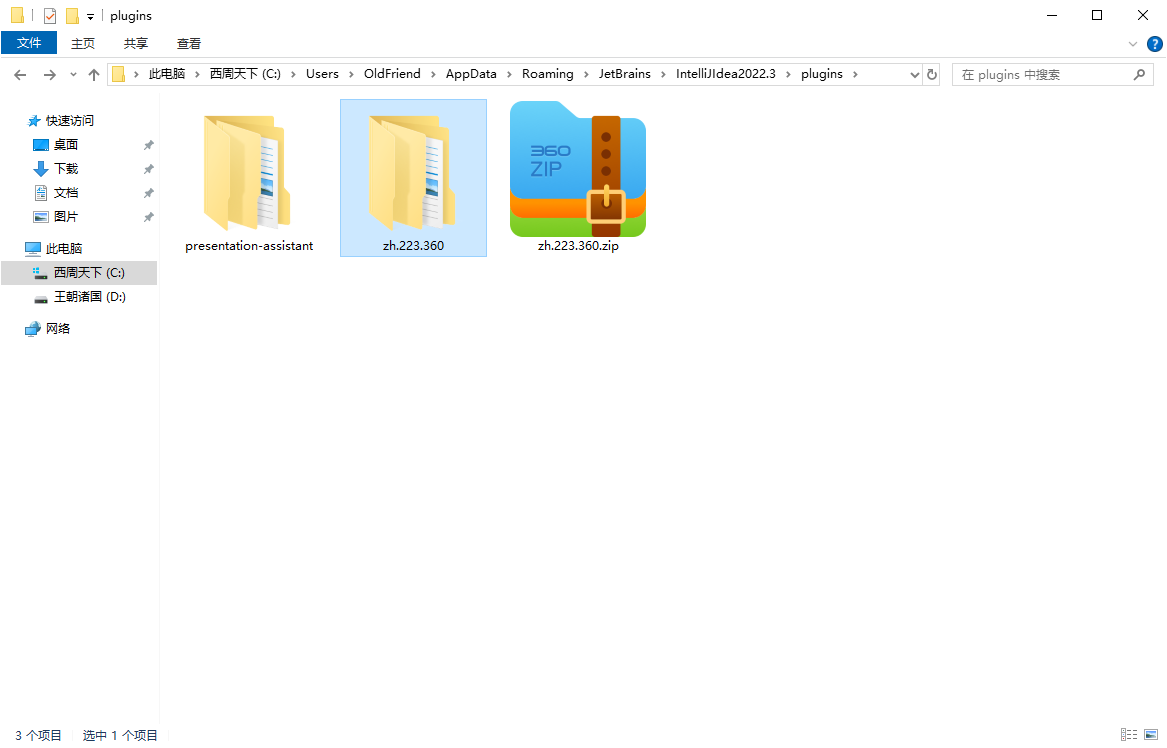 plugins
文件 主页 共享 查看
此电脑 西周天下 (C:) Users OldFriend AppData Roaming JetBrains IntelliJIdea2022.3 plugins 在 plugins 中搜索
快速访问
桌面
下载
文档
图片
此电脑
西周天下 (C:)
王朝诸国 (D:)
网络
360
ZIP
presentation-assistant
zh.223.360
zh.223.360.zip
3 个项目 选中 1 个项目